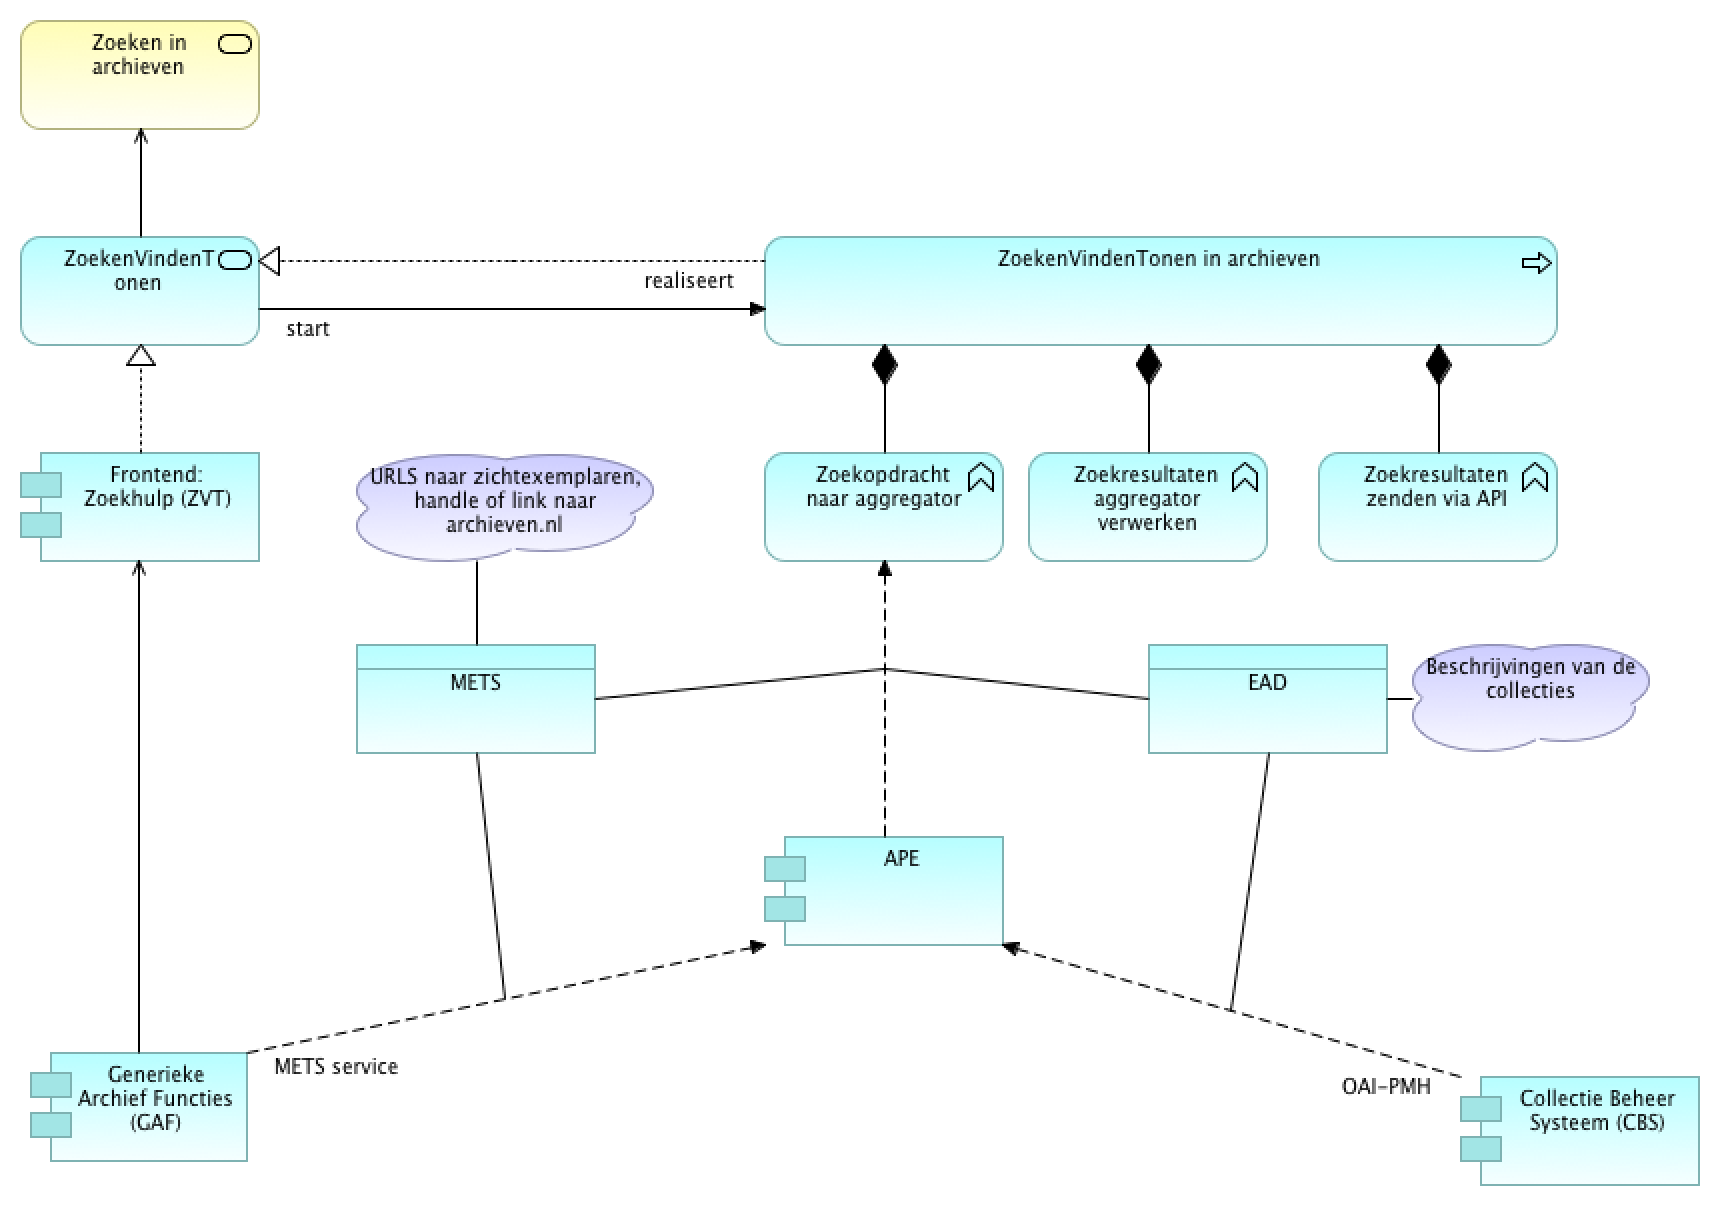 Zoeken in
archieven
ZoekenVindenT
onen
realiseert
start
ZoekenVindenTonen in archieven
Frontend:
Zoekhulp (ZVT)
URLS naar zichtexemplaren,
handle of link naar
archieven.nl
Zoekopdracht
naar aggregator
Zoekresultaten
aggregator
verwerken
Zoekresultaten
zenden via API
METS
EAD
Beschrijvingen van de
collecties
APE
METS service
Generieke
Archief Functies
(GAF)
OAI-PMH
Collectie Beheer
Systeem (CBS)